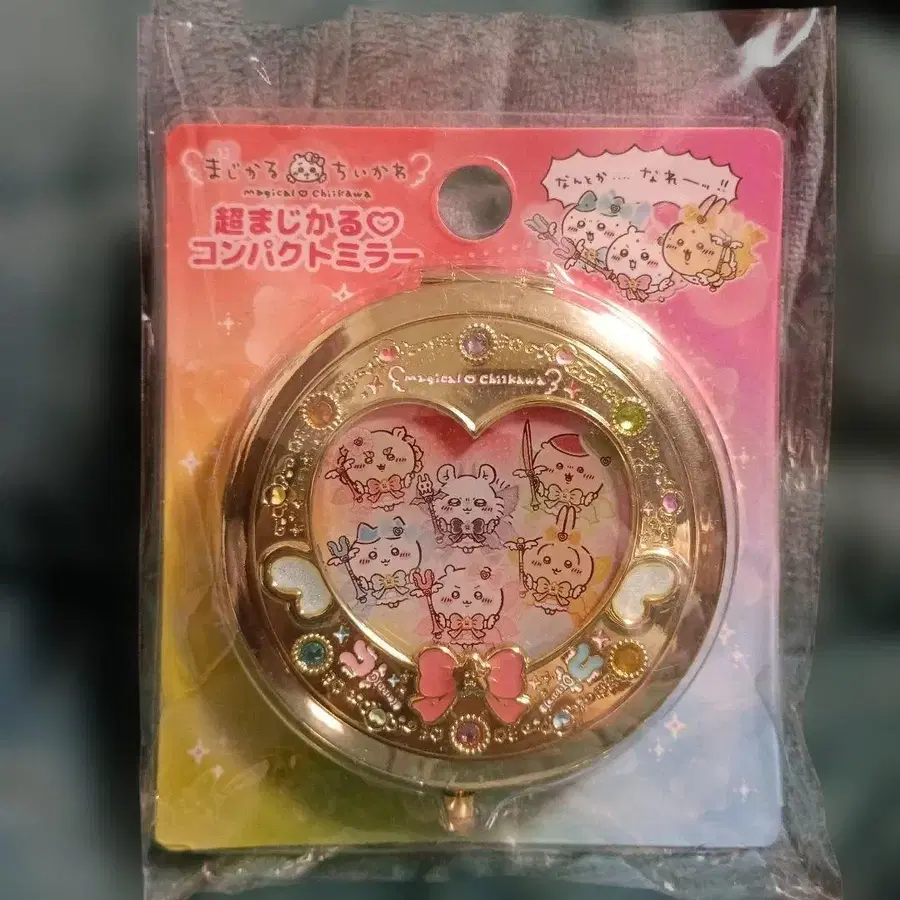 まじかる ちいかわ
magical♡Chiikawa
超まじかる♡
コンパクトミラー
なんとか‥‥なれーッ!!
magical♡Chiikawa